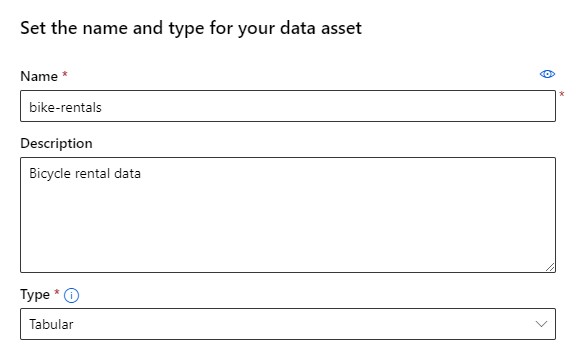 Set the name and type for your data asset
Name *
bike-rentals
*
Description
Bicycle rental data
Type * i
Tabular